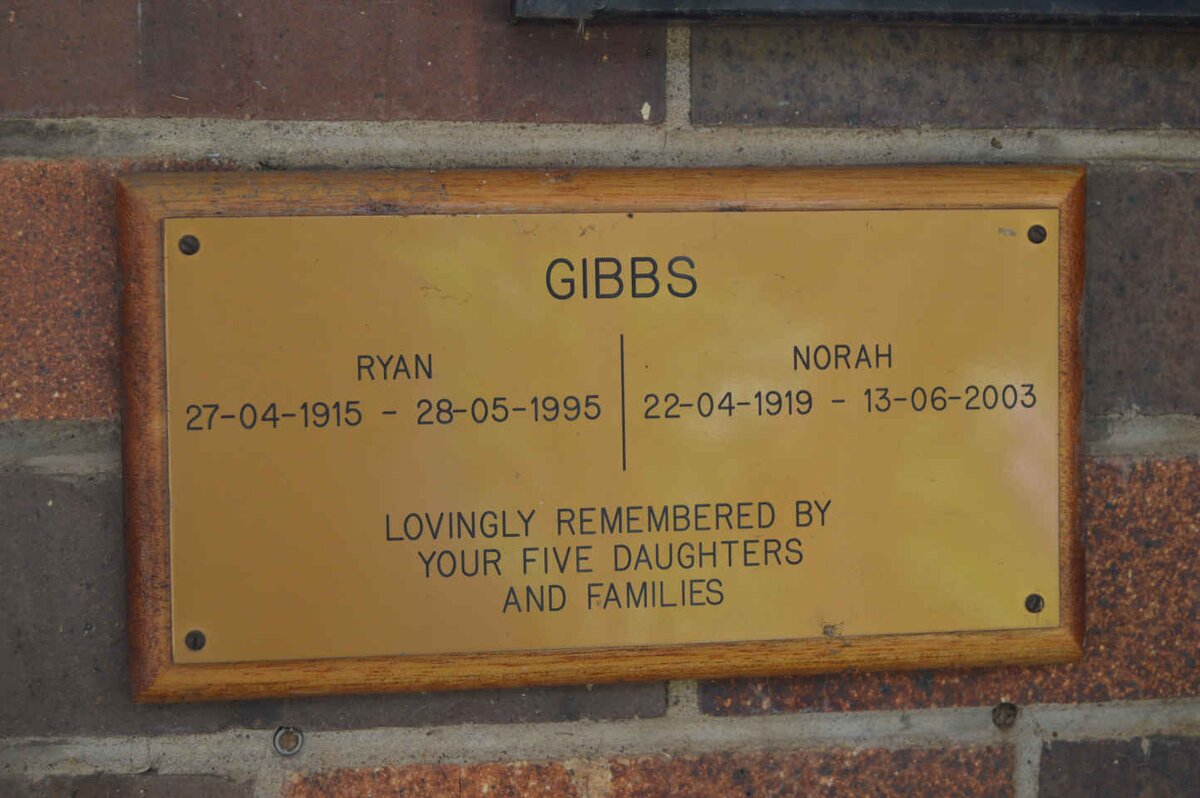 GIBBS
RYAN
27-04-1915 - 28-05-1995
NORAH
22-04-1919 - 13-06-2003
LOVINGLY REMEMBERED BY
YOUR FIVE DAUGHTERS
AND FAMILIES